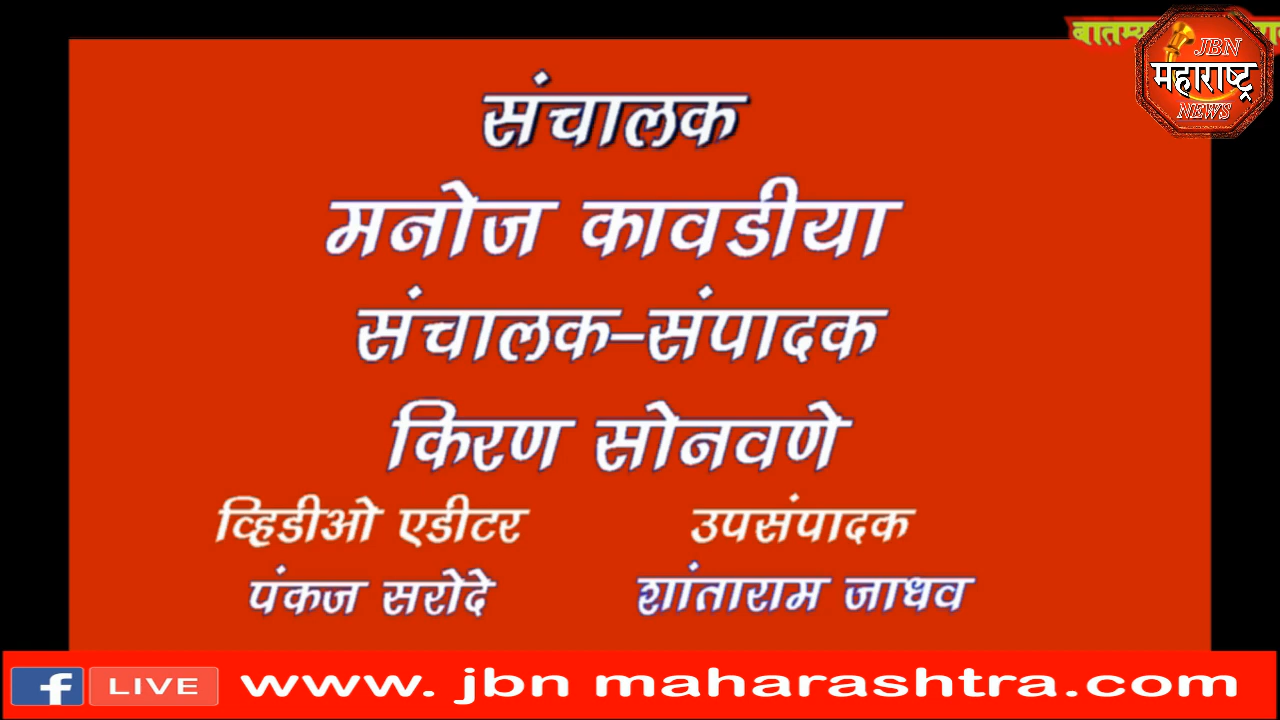 JBN
महाराष्ट्र
NEWS
संचालक
मनोज कावडीया
संचालक-संपादक
किरण सोनवणे
व्हिडीओ एडीटर उपसंपादक
पंकज सरोदे शांताराम जाधव
f LIVE www. jbn maharashtra.com